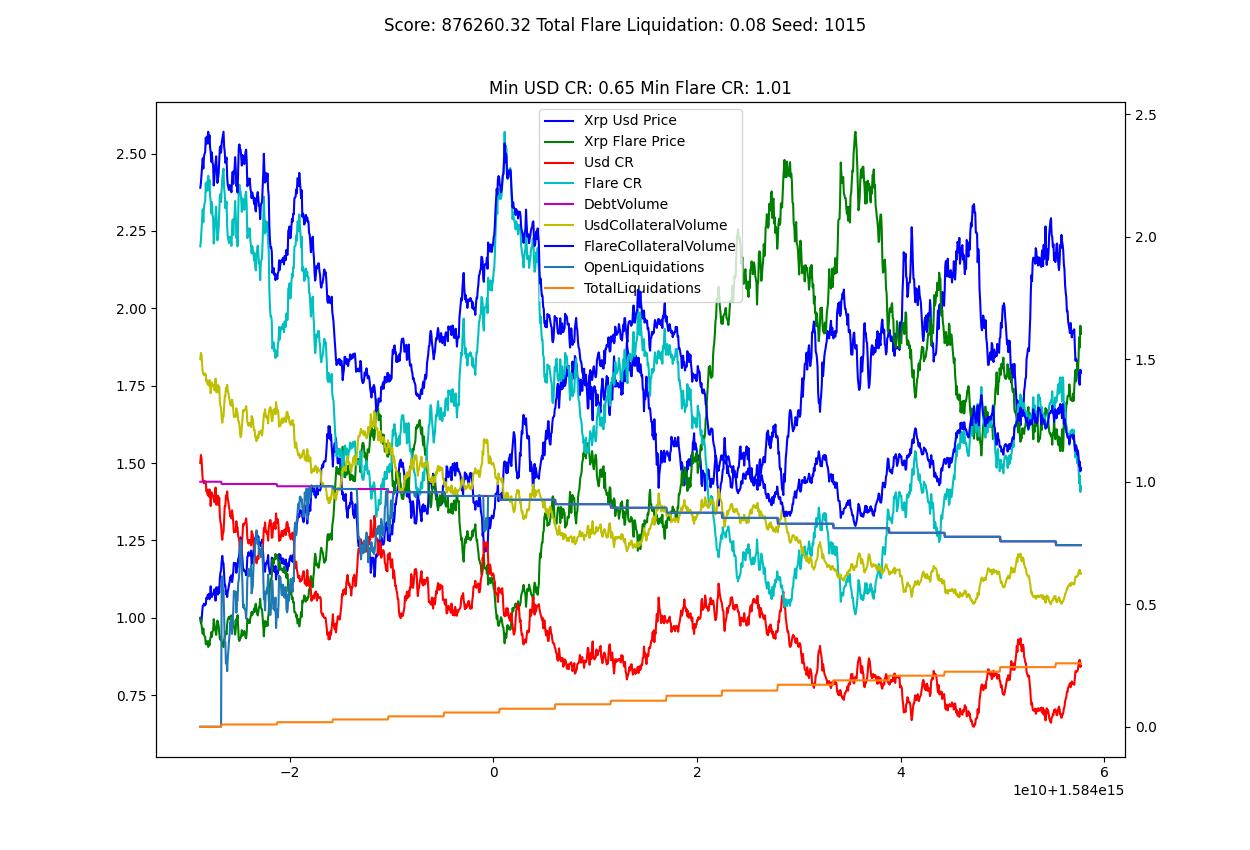 Score: 876260.32 Total Flare Liquidation: 0.08 Seed: 1015
Min USD CR: 0.65 Min Flare CR: 1.01
Xrp Usd Price
Xrp Flare Price
Usd CR
Flare CR
DebtVolume
UsdCollateralVolume
FlareCollateralVolume
OpenLiquidations
TotalLiquidations
2.50
2.25
2.00
1.75
1.50
1.25
1.00
0.75
2.5
2.0
1.5
1.0
0.5
0.0
−2 0 2 4 6
1e10+1.584e15